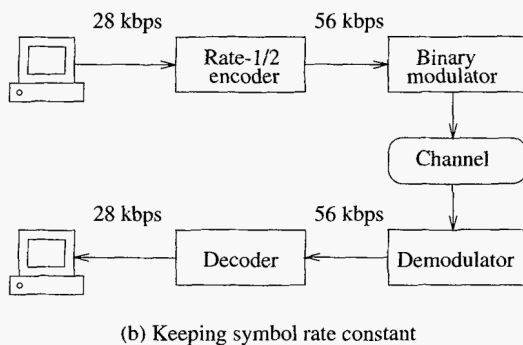 28 kbps
56 kbps
Rate-1/2
encoder
Binary
modulator
Channel
28 kbps
56 kbps
Decoder
Demodulator
(b) Keeping symbol rate constant